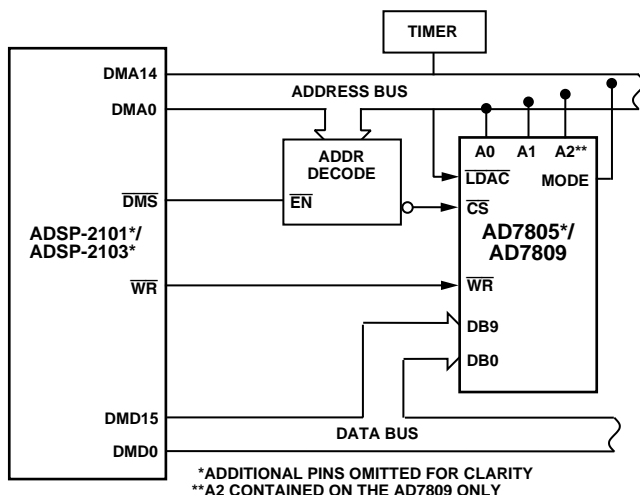 TIMER
DMA14
ADDRESS BUS
DMA0
A0 A1 A2**
ADDR
DECODE
LDAC
MODE
DMS
EN
CS
ADSP-2101*/
ADSP-2103*
AD7805*/
AD7809
WR
WR
DB9
DB0
DMD15
DATA BUS
DMD0
*ADDITIONAL PINS OMITTED FOR CLARITY
**A2 CONTAINED ON THE AD7809 ONLY